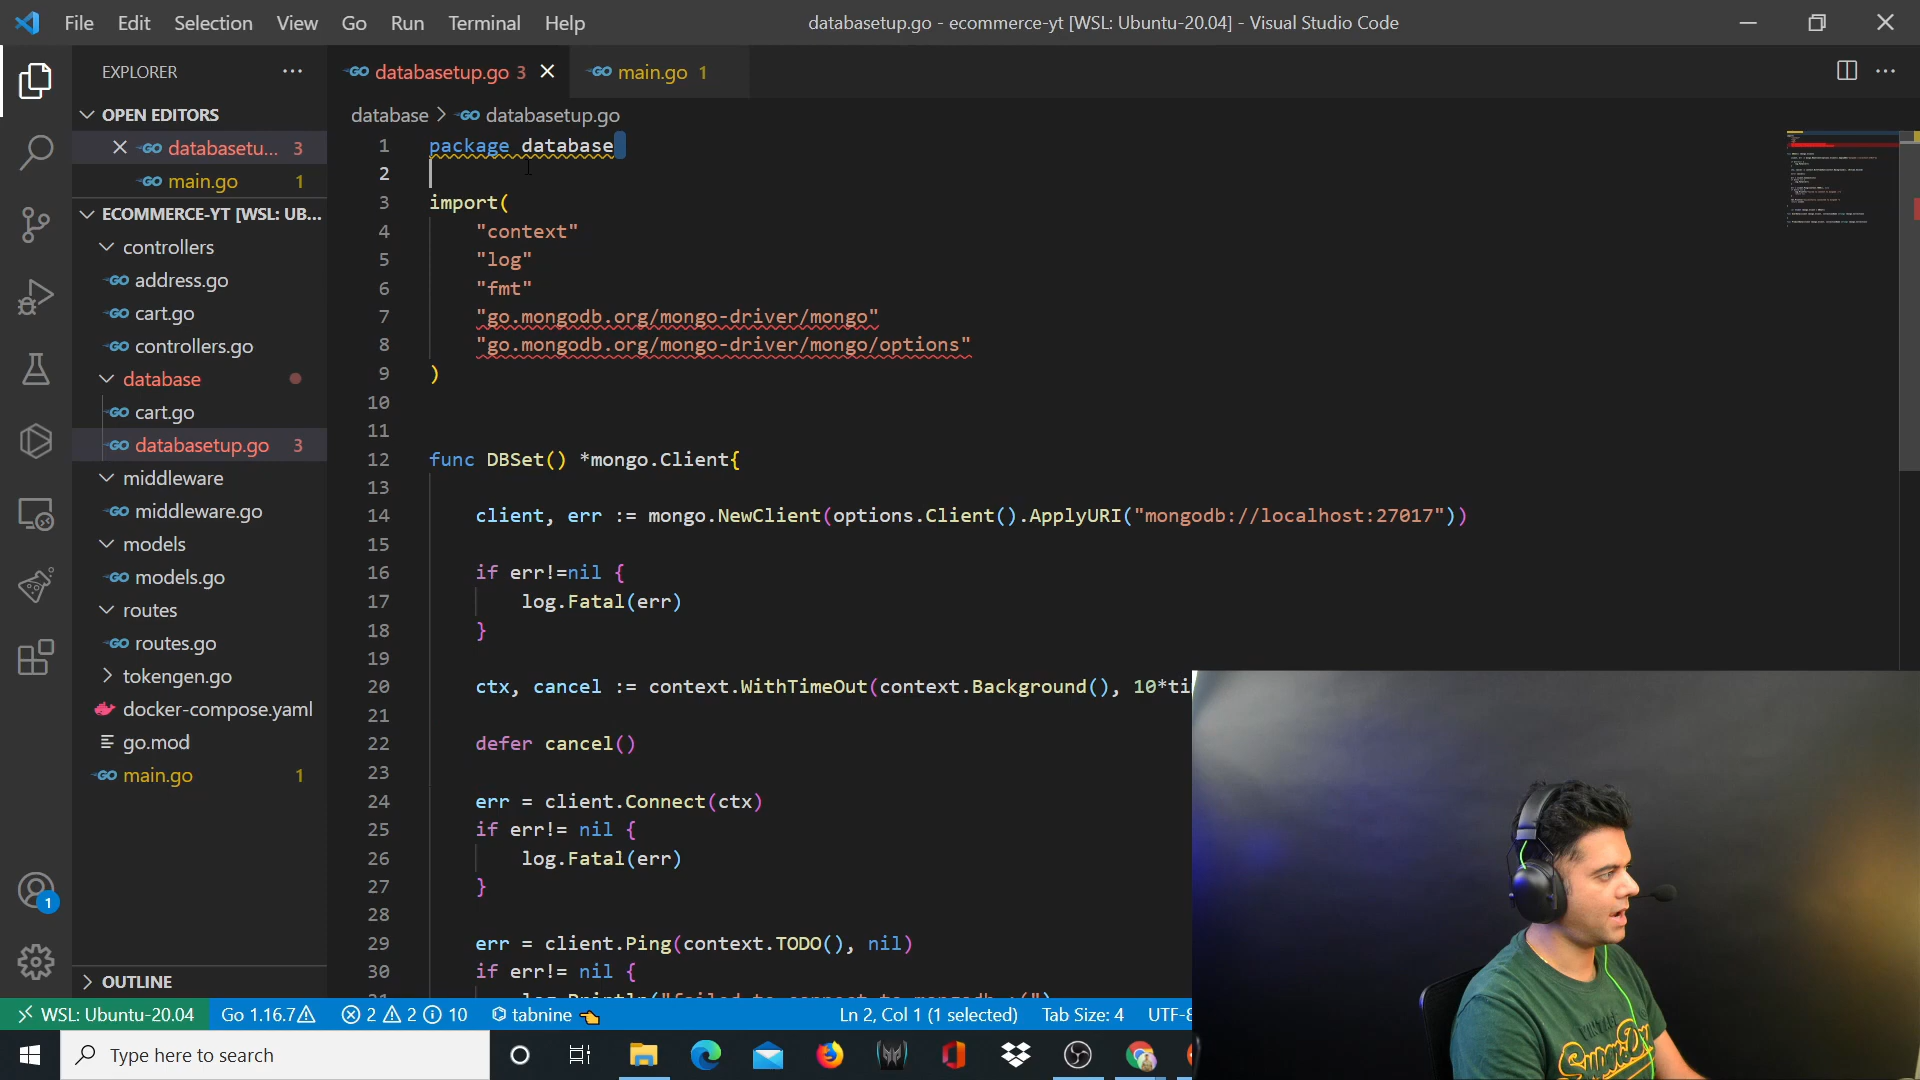 File Edit Selection View Go Run Terminal Help
databasetup.go - ecommerce-yt [WSL: Ubuntu-20.04] - Visual Studio Code
EXPLORER
OPEN EDITORS
databasetu... 3
main.go 1
ECOMMERCE-YT [WSL: UB...
controllers
address.go
cart.go
controllers.go
database
cart.go
databasetup.go 3
middleware
middleware.go
models
models.go
routes
routes.go
tokengen.go
docker-compose.yaml
go.mod
main.go 1
OUTLINE
databasetup.go 3
main.go 1
database > databasetup.go
1 package database
2
3 import(
4 "context"
5 "log"
6 "fmt"
7 "go.mongodb.org/mongo-driver/mongo"
8 "go.mongodb.org/mongo-driver/mongo/options"
9 )
10
11
12 func DBSet() *mongo.Client{
13
14 client, err := mongo.NewClient(options.Client().ApplyURI("mongodb://localhost:27017"))
15
16 if err!=nil {
17 log.Fatal(err)
18 }
19
20 ctx, cancel := context.WithTimeOut(context.Background(), 10*ti
21
22 defer cancel()
23
24 err = client.Connect(ctx)
25 if err!= nil {
26 log.Fatal(err)
27 }
28
29 err = client.Ping(context.TODO(), nil)
30 if err!= nil {
31 log.Println("failed to connect to mongodb :(")
1
WSL: Ubuntu-20.04 Go 1.16.7 2 2 10 tabnine
Ln 2, Col 1 (1 selected) Tab Size: 4 UTF-8
Type here to search